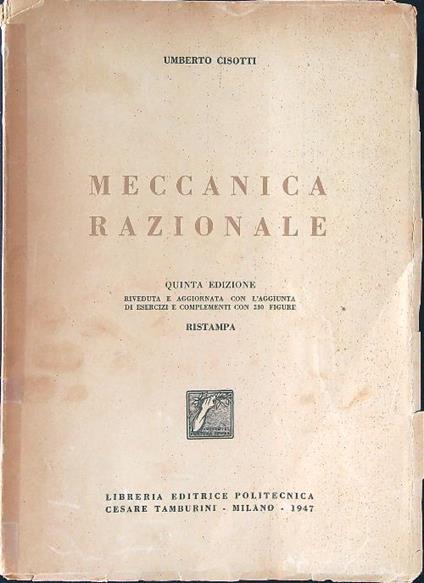 UMBERTO CISOTTI
MECCANICA
RAZIONALE
QUINTA EDIZIONE
RIVEDUTA E AGGIORNATA CON L'AGGIUNTA
DI ESERCIZI E COMPLEMENTI CON 230 FIGURE
RISTAMPA
LIBRERIA EDITRICE POLITECNICA
CESARE TAMBURINI - MILANO - 1947